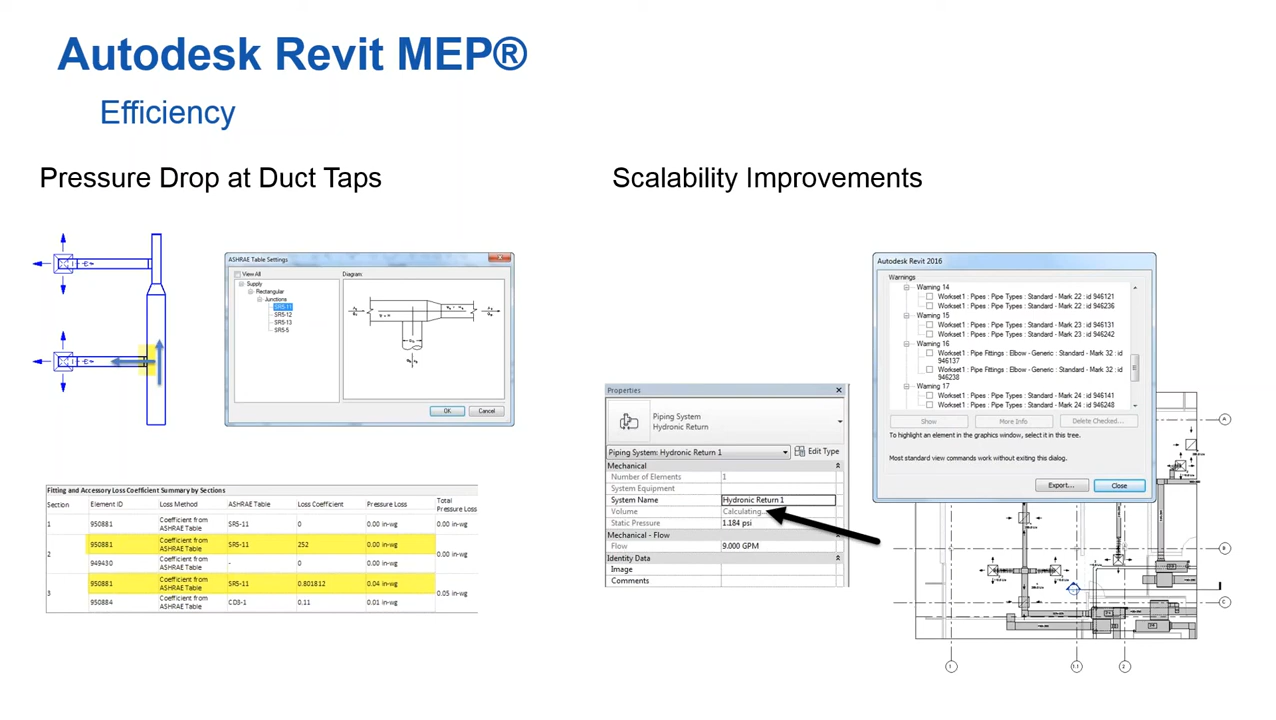 Autodesk Revit MEP®
Efficiency
Pressure Drop at Duct Taps
ASHRAE Table Settings
View All
Supply
Rectangular
Junctions
SR5-11
SR5-12
SR5-13
SR5-5
Diagram:
OK Cancel
Fitting and Accessory Loss Coefficient Summary by Sections
Section Element ID Loss Method ASHRAE Table Loss Coefficient Pressure Loss Total Pressure Loss
1 950881 Coefficient from ASHRAE Table SR5-11 0 0.00 in-wg 0.00 in-wg
2 950881 Coefficient from ASHRAE Table SR5-11 252 0.00 in-wg 0.00 in-wg
949430 Coefficient from ASHRAE Table - 0 0.00 in-wg
3 950881 Coefficient from ASHRAE Table SR5-11 0.801812 0.04 in-wg 0.05 in-wg
950884 Coefficient from ASHRAE Table CD3-1 0.11 0.01 in-wg
Scalability Improvements
Properties
Piping System
Hydronic Return
Piping System: Hydronic Return 1 Edit Type
Mechanical
Number of Elements 1
System Equipment
System Name Hydronic Return 1
Volume Calculating...
Static Pressure 1.184 psi
Mechanical - Flow
Flow 9.000 GPM
Identity Data
Image
Comments
Autodesk Revit 2016
Warnings
Warning 14
Workset1 : Pipes : Pipe Types : Standard - Mark 22 : id 946121
Workset1 : Pipes : Pipe Types : Standard - Mark 22 : id 946236
Warning 15
Workset1 : Pipes : Pipe Types : Standard - Mark 23 : id 946131
Workset1 : Pipes : Pipe Types : Standard - Mark 23 : id 946242
Warning 16
Workset1 : Pipe Fittings : Elbow - Generic : Standard - Mark 32 : id
946137
Workset1 : Pipe Fittings : Elbow - Generic : Standard - Mark 32 : id
946238
Warning 17
Workset1 : Pipes : Pipe Types : Standard - Mark 24 : id 946141
Workset1 : Pipes : Pipe Types : Standard - Mark 24 : id 946248
Show More Info Delete Checked...
To highlight an element in the graphics window, select it in this tree.
Most standard view commands work without exiting this dialog.
Export... Close
A
B
C
1 1.1 2